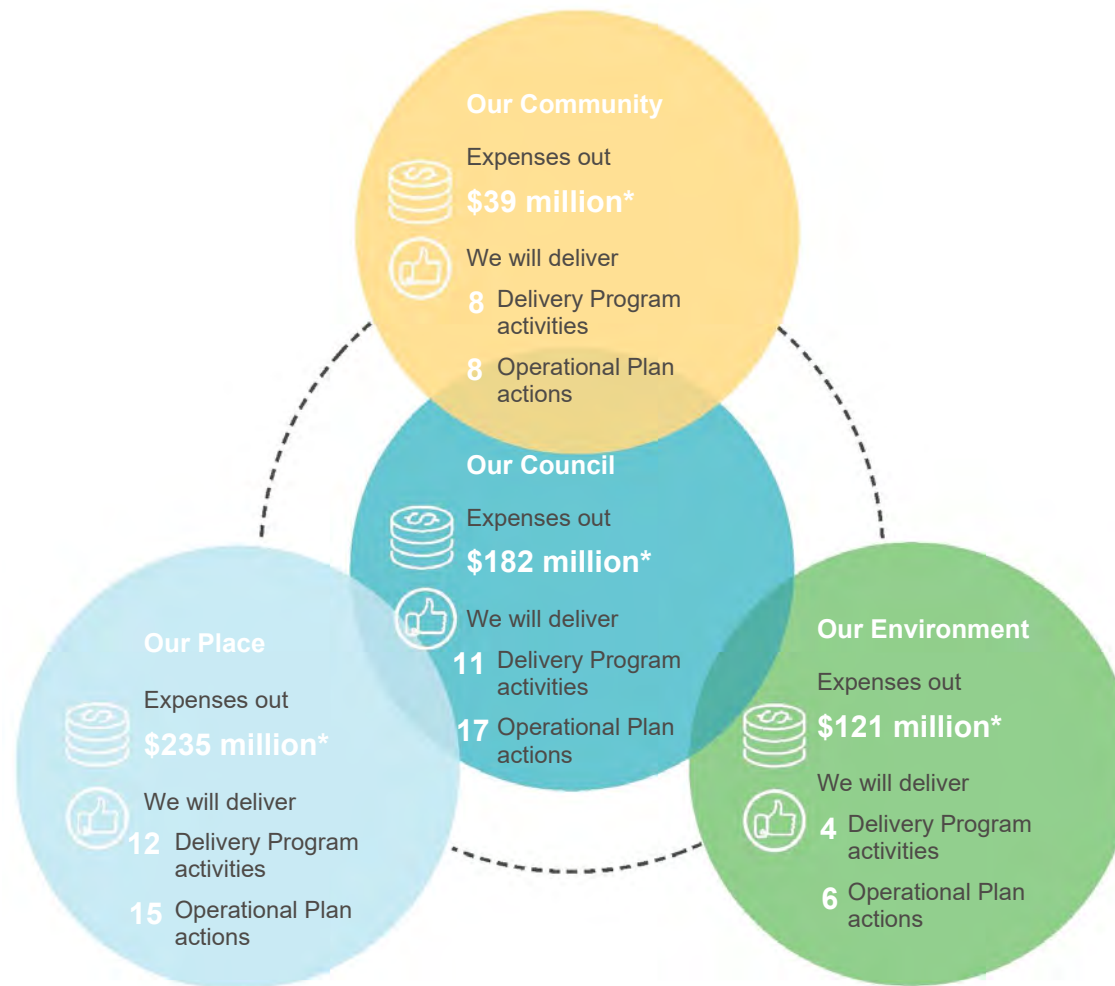 Our Community
Expenses out
$39 million*
We will deliver
8 Delivery Program
activities
8 Operational Plan
actions
Our Council
Expenses out
$182 million*
We will deliver
11 Delivery Program
activities
17 Operational Plan
actions
Our Place
Expenses out
$235 million*
We will deliver
12 Delivery Program
activities
15 Operational Plan
actions
Our Environment
Expenses out
$121 million*
We will deliver
4 Delivery Program
activities
6 Operational Plan
actions